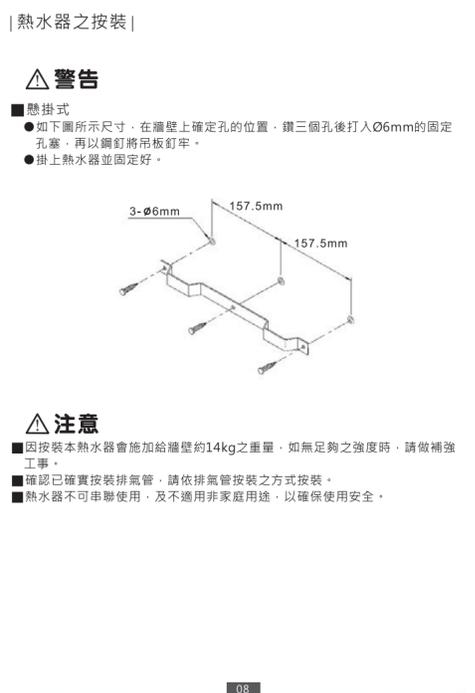 |熱水器之按裝|
警告
■懸掛式
●如下圖所示尺寸，在牆壁上確定孔的位置，鑽三個孔後打入Ø6mm的固定
孔塞，再以鋼釘將吊板釘牢。
●掛上熱水器並固定好。
3-Ø6mm
157.5mm
157.5mm
注意
■因按裝本熱水器會施加給牆壁約14kg之重量，如無足夠之強度時，請做補強
工事。
■確認已確實按裝排氣管，請依排氣管按裝之方式按裝。
■熱水器不可串聯使用，及不適用非家庭用途，以確保使用安全。
08